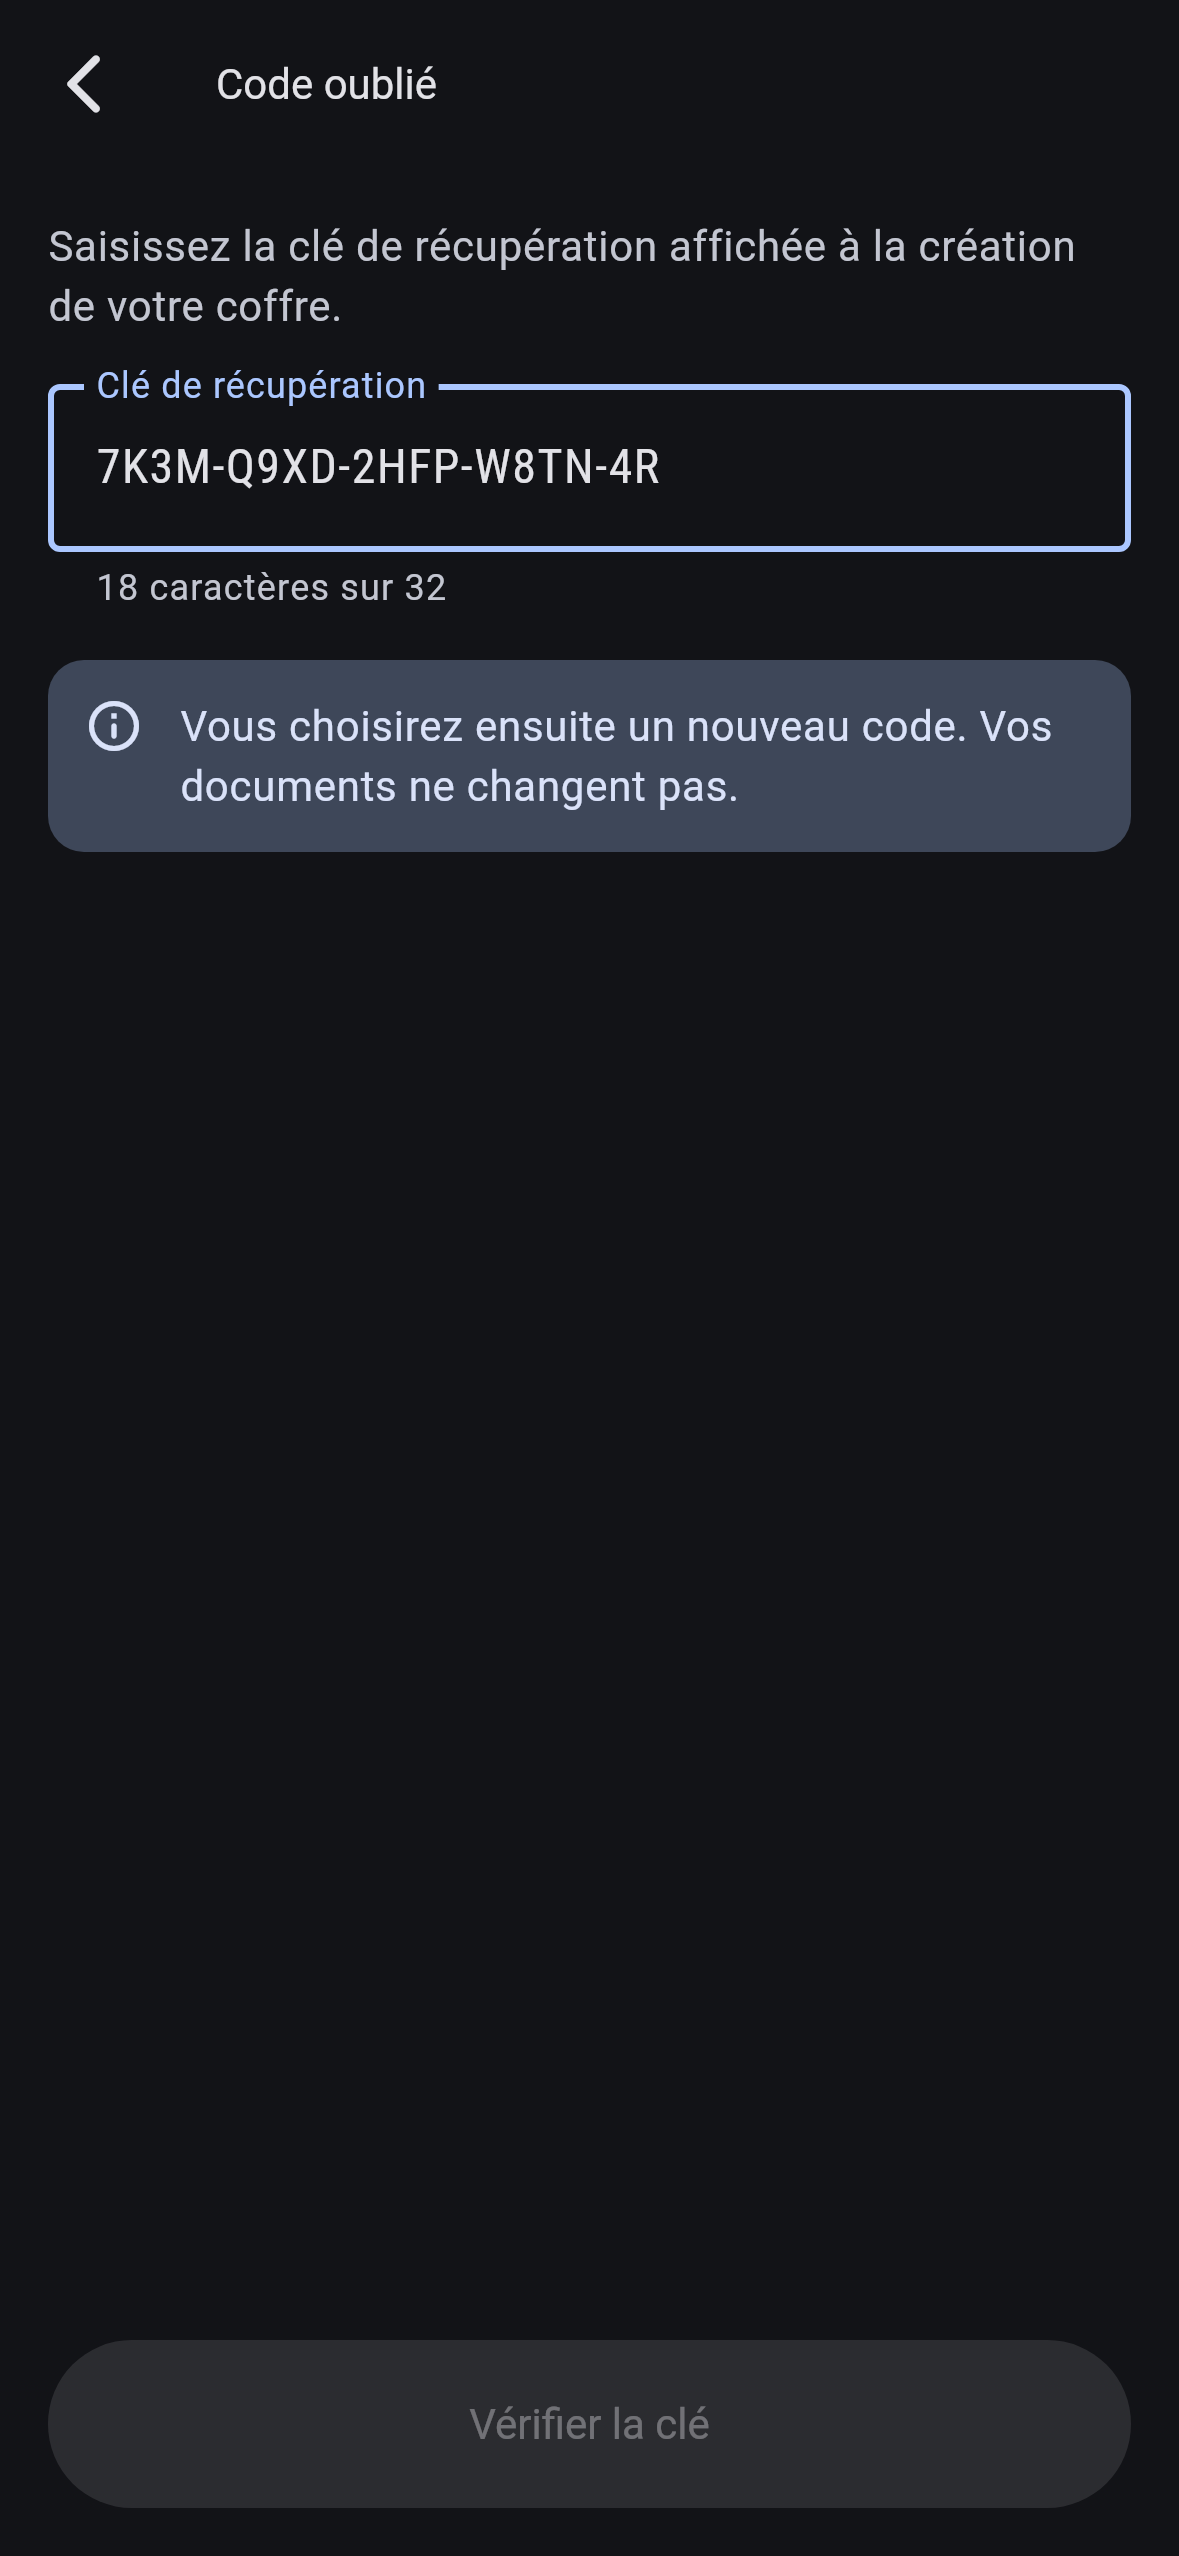 Code oublié
Saisissez la clé de récupération affichée à la création
de votre coffre.
Clé de récupération
7K3M-Q9XD-2HFP-W8TN-4R
18 caractères sur 32
Vous choisirez ensuite un nouveau code. Vos
documents ne changent pas.
Vérifier la clé